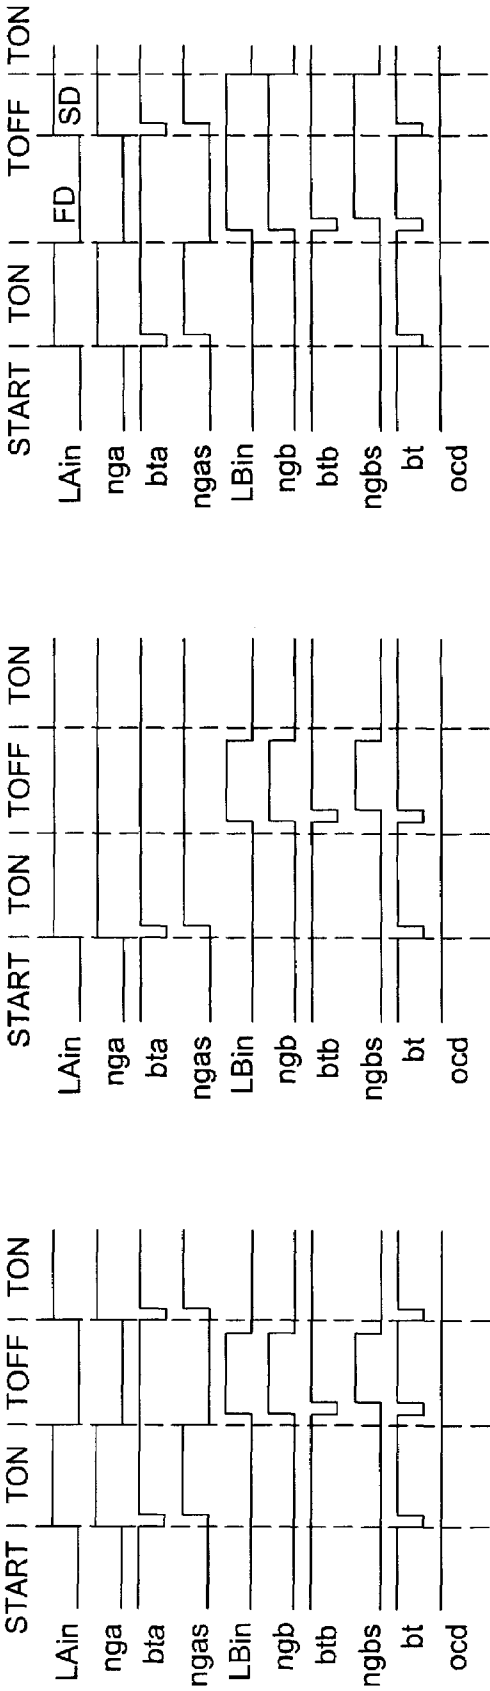 START TON TOFF TON
LAin
nga
bta
ngas
LBin
ngb
btb
ngbs
bt
ocd
START TON TOFF TON
LAin
nga
bta
ngas
LBin
ngb
btb
ngbs
bt
ocd
START TON TOFF TON
LAin FD SD
nga
bta
ngas
LBin
ngb
btb
ngbs
bt
ocd